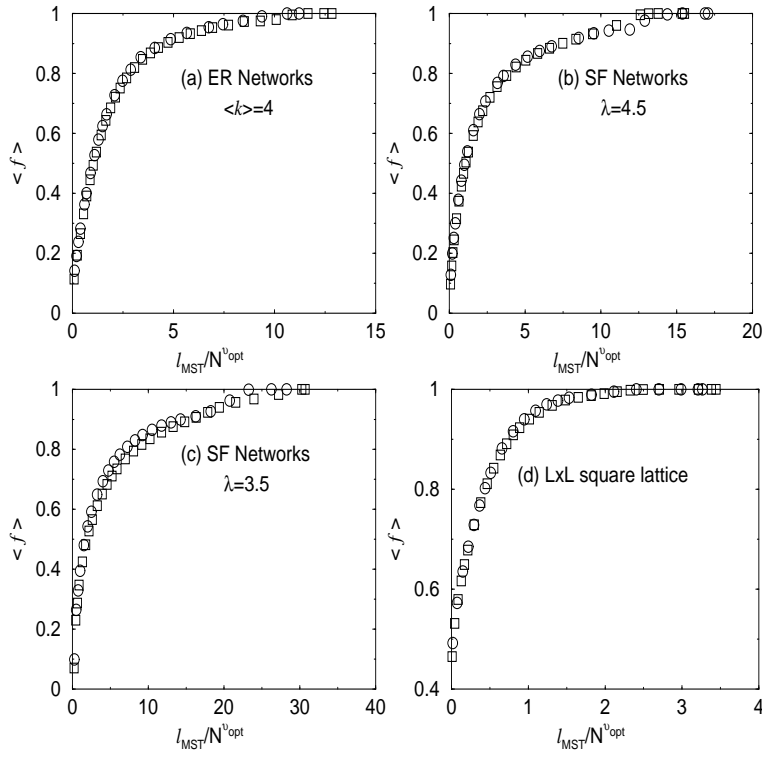 1
0.8
0.6
0.4
0.2
0
< f >
(a) ER Networks
<k>=4
0 5 10 15
l_MST/N^υopt
1
0.8
0.6
0.4
0.2
0
< f >
(b) SF Networks
λ=4.5
0 5 10 15 20
l_MST/N^υopt
1
0.8
0.6
0.4
0.2
0
< f >
(c) SF Networks
λ=3.5
0 10 20 30 40
l_MST/N^υopt
1
0.8
0.6
0.4
< f >
(d) LxL square lattice
0 1 2 3 4
l_MST/N^υopt